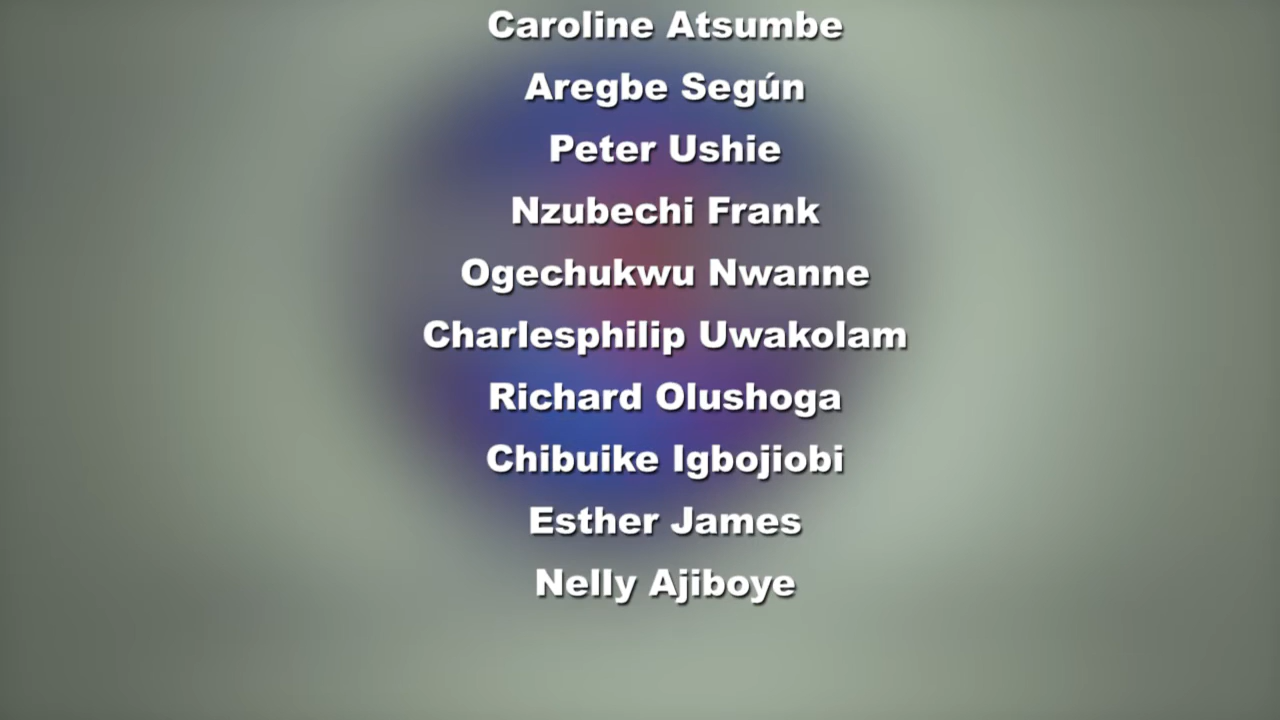 Caroline Atsumbe
Aregbe Según
Peter Ushie
Nzubechi Frank
Ogechukwu Nwanne
Charlesphilip Uwakolam
Richard Olushoga
Chibuike Igbojiobi
Esther James
Nelly Ajiboye